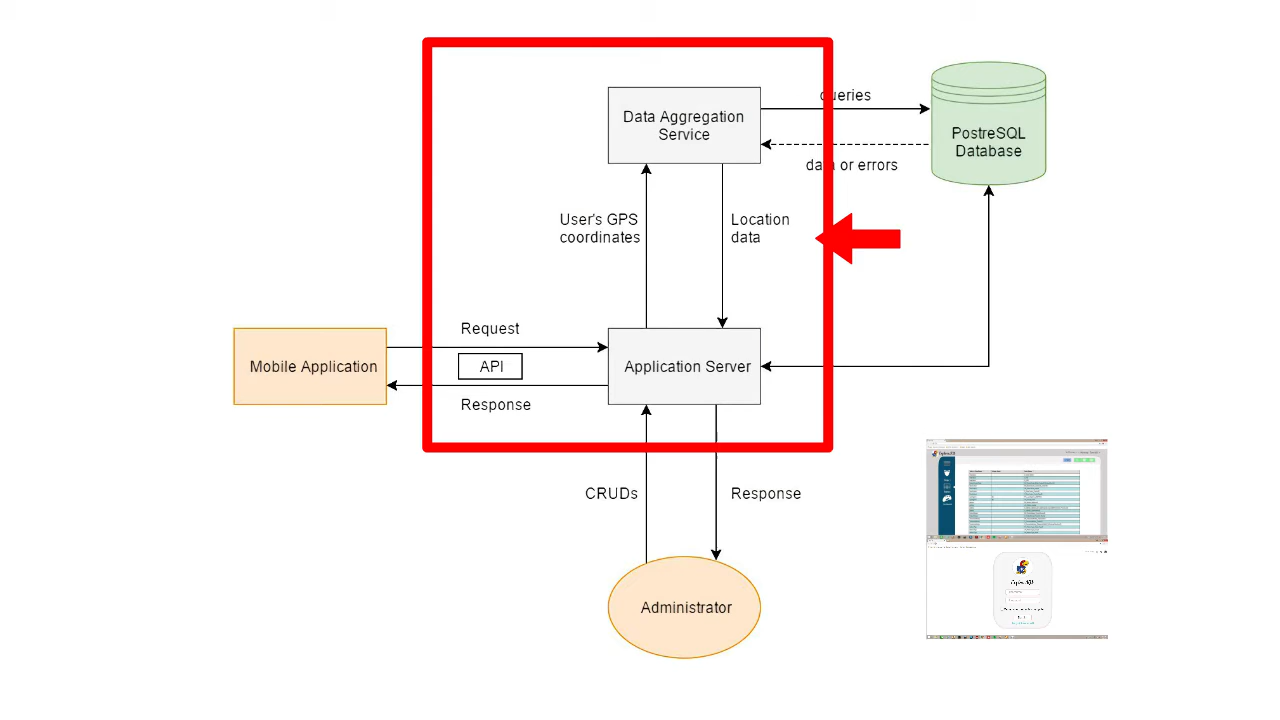 queries
Data Aggregation
Service
PostreSQL
Database
data or errors
User's GPS
coordinates
Location
data
Request
Mobile Application
API
Application Server
Response
CRUDs
Response
Administrator